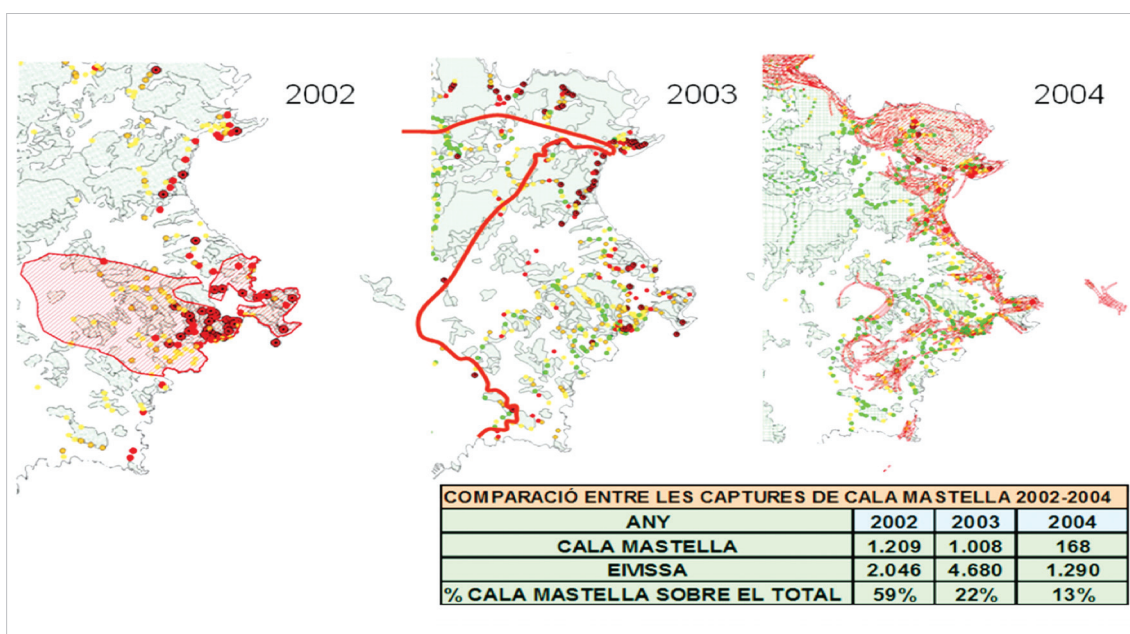 2002
2003
2004
COMPARACIÓ ENTRE LES CAPTURES DE CALA MASTELLA 2002-2004
ANY 2002 2003 2004
CALA MASTELLA 1.209 1.008 168
EIVISSA 2.046 4.680 1.290
% CALA MASTELLA SOBRE EL TOTAL 59% 22% 13%